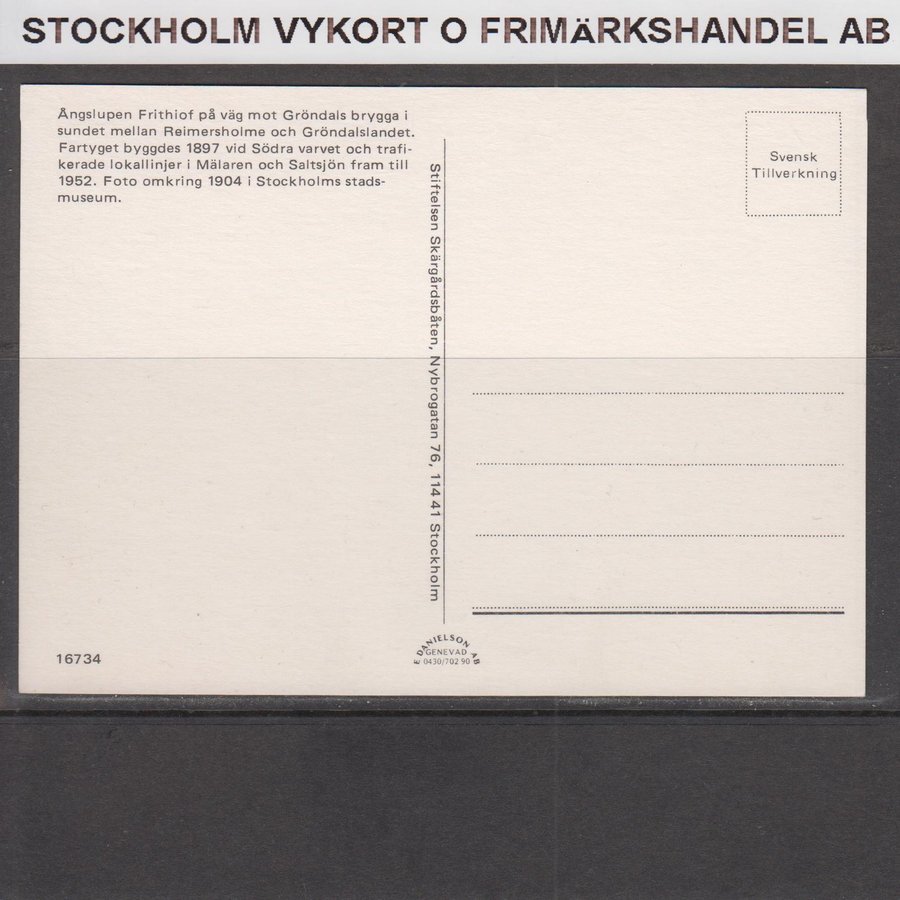 STOCKHOLM VYKORT O FRIMÄRKSHANDEL AB
Ångslupen Frithiof på väg mot Gröndals brygga i
sundet mellan Reimersholme och Gröndalslandet.
Fartyget byggdes 1897 vid Södra varvet och trafi-
kerade lokallinjer i Mälaren och Saltsjön fram till
1952. Foto omkring 1904 i Stockholms stads-
museum.
Svensk
Tillverkning
Stiftelsen Skärgårdsbåten, Nybrogatan 76, 114 41 Stockholm
16734
E DANIELSON AB
GENEVAD
0430/702 90